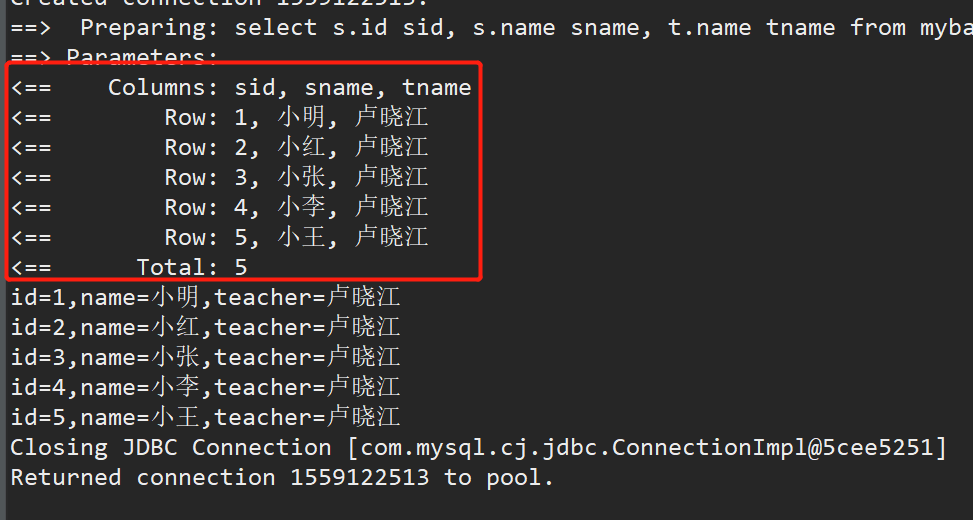 Created connection 1559122513.
==>  Preparing: select s.id sid, s.name sname, t.name tname from myba
==> Parameters:
<==    Columns: sid, sname, tname
<==        Row: 1, 小明, 卢晓江
<==        Row: 2, 小红, 卢晓江
<==        Row: 3, 小张, 卢晓江
<==        Row: 4, 小李, 卢晓江
<==        Row: 5, 小王, 卢晓江
<==      Total: 5
id=1,name=小明,teacher=卢晓江
id=2,name=小红,teacher=卢晓江
id=3,name=小张,teacher=卢晓江
id=4,name=小李,teacher=卢晓江
id=5,name=小王,teacher=卢晓江
Closing JDBC Connection [com.mysql.cj.jdbc.ConnectionImpl@5cee5251]
Returned connection 1559122513 to pool.